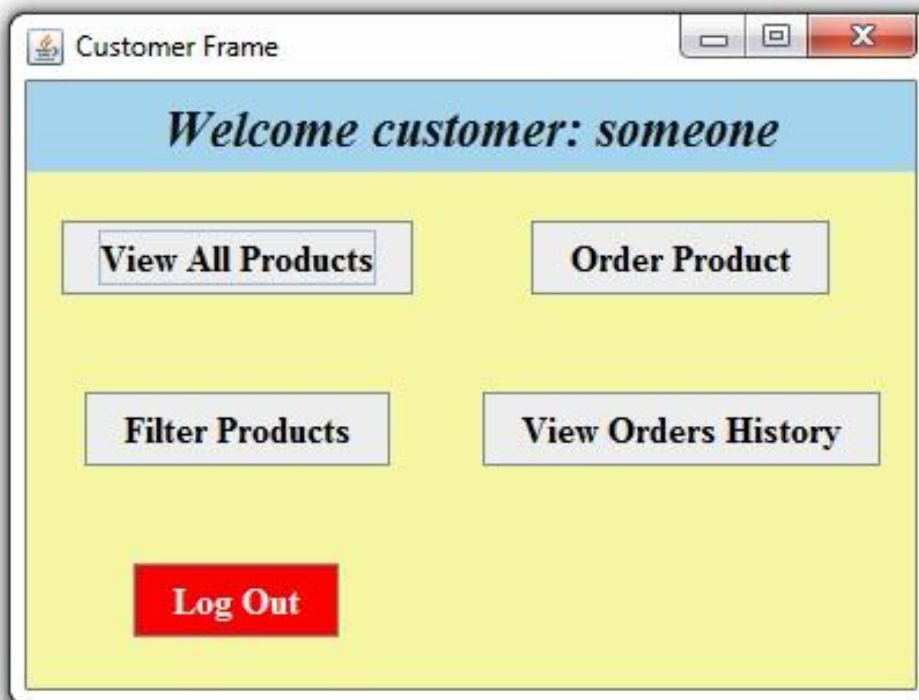 Customer Frame
Welcome customer: someone
View All Products
Order Product
Filter Products
View Orders History
Log Out